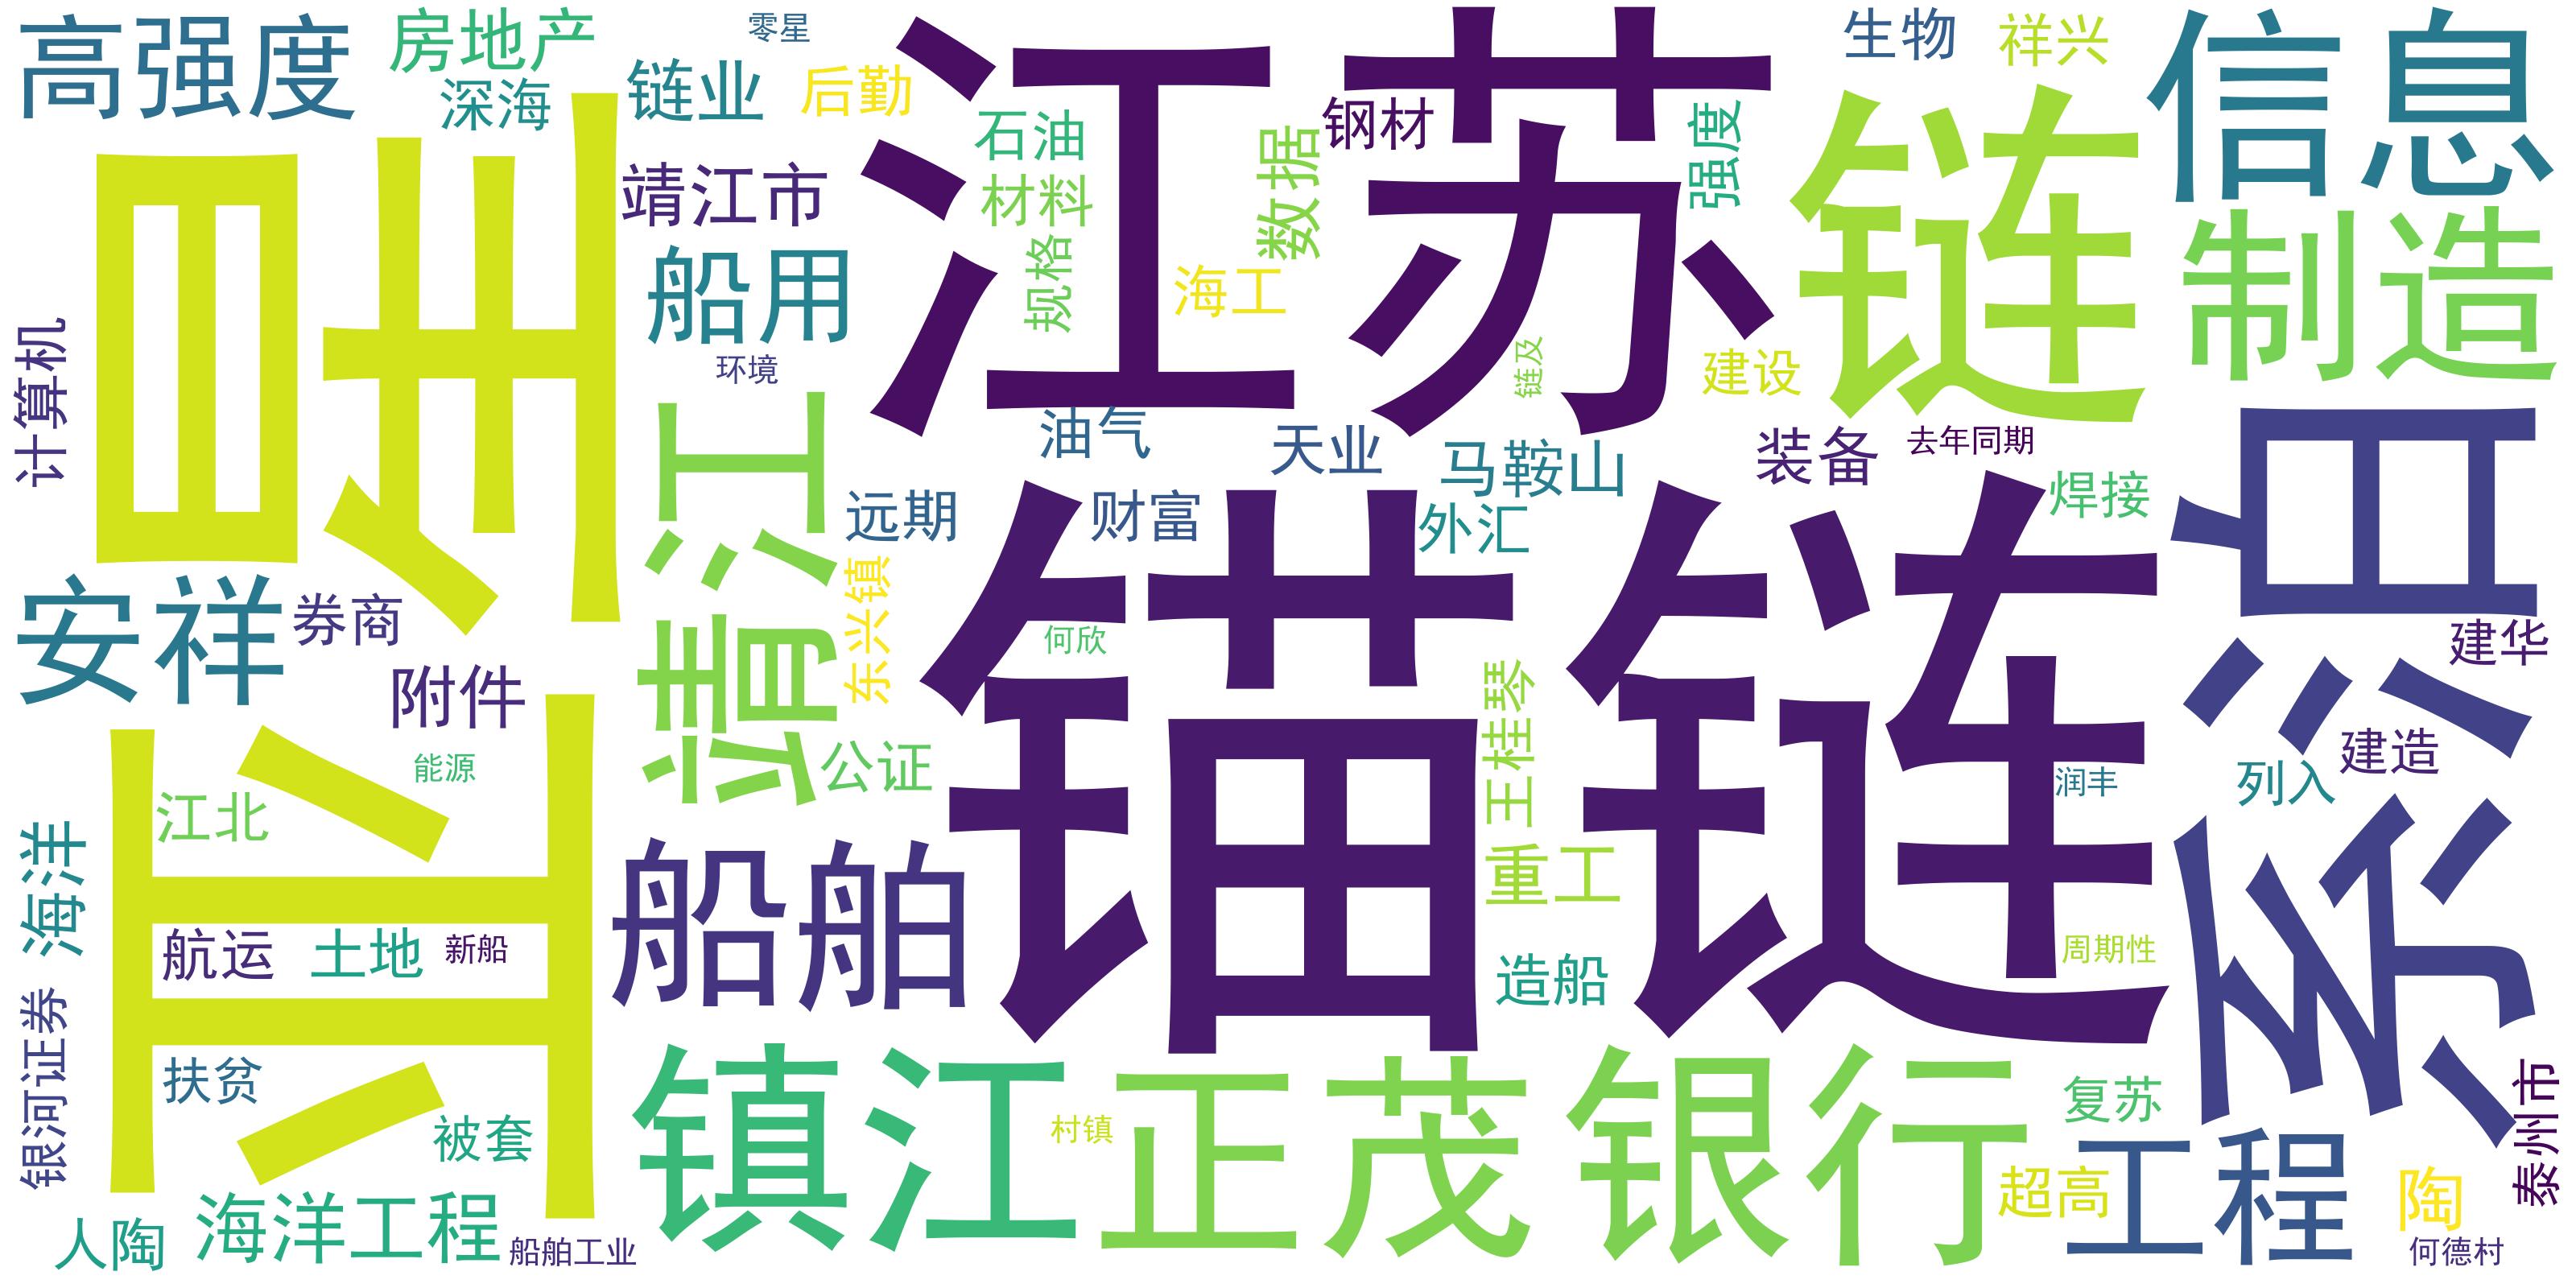 高强度
房地产
零星
江苏
生物
祥兴
信息
深海
链业
后勤
石油
钢材
强度
链
亚星
靖江市
材料
数据
制造
船用
规格
海工
计算机
环境
链及
建设
靖江
油气
天业
马鞍山
装备
去年同期
系泊
远期
财富
外汇
焊接
安祥
券商
东兴镇
何欣
锚链
建华
附件
王桂琴
能源
公证
润丰
列入
建造
江北
海洋
船舶
重工
航运
土地
新船
造船
周期性
银河证券
扶贫
镇江
正茂
银行
复苏
泰州市
被套
村镇
工程
超高
陶
人陶
海洋工程
船舶工业
何德村